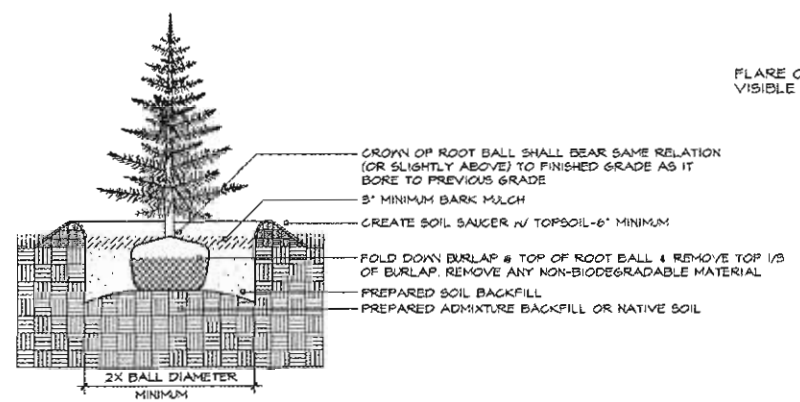 FLARE
VISIBLE
CROWN OF ROOT BALL SHALL BEAR SAME RELATION
(OR SLIGHTLY ABOVE) TO FINISHED GRADE AS IT
BORE TO PREVIOUS GRADE
3" MINIMUM BARK MULCH
CREATE SOIL SAUCER W/ TOPSOIL-6" MINIMUM
FOLD DOWN BURLAP @ TOP OF ROOT BALL & REMOVE TOP 1/3
OF BURLAP. REMOVE ANY NON-BIODEGRADABLE MATERIAL
PREPARED SOIL BACKFILL
PREPARED ADMIXTURE BACKFILL OR NATIVE SOIL
2X BALL DIAMETER
MINIMUM